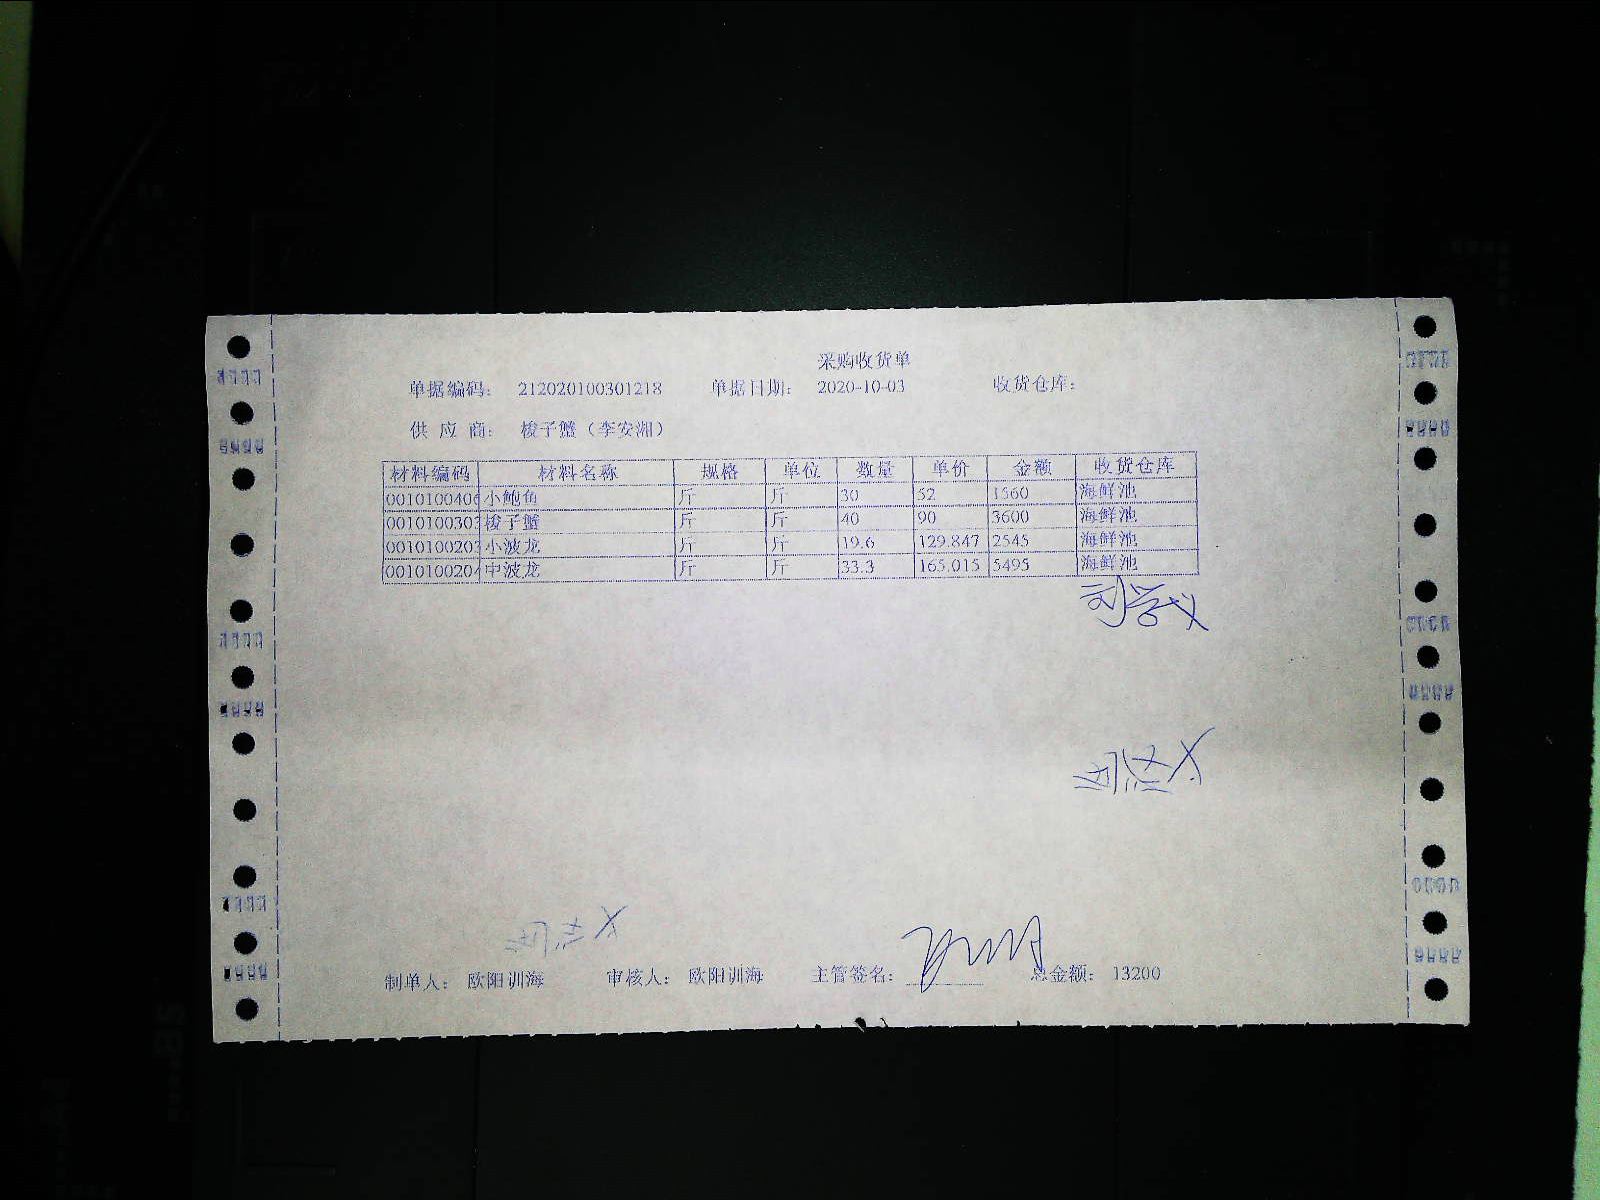 采购收货单
单据编码： 212020100301218 单据日期： 2020-10-03 收货仓库：
供 应 商： 梭子蟹（李安湘）
材料编码 材料名称 规格 单位 数量 单价 金额 收货仓库
0010100406 小鲍鱼 斤 斤 30 52 1560 海鲜池
001010030 梭子蟹 斤 斤 40 90 3600 海鲜池
001010020 小波龙 斤 斤 19.6 129.847 2545 海鲜池
001010020 中波龙 斤 斤 33.3 165.015 5495 海鲜池
制单人： 欧阳训海 审核人： 欧阳训海 主管签名： 总金额： 13200